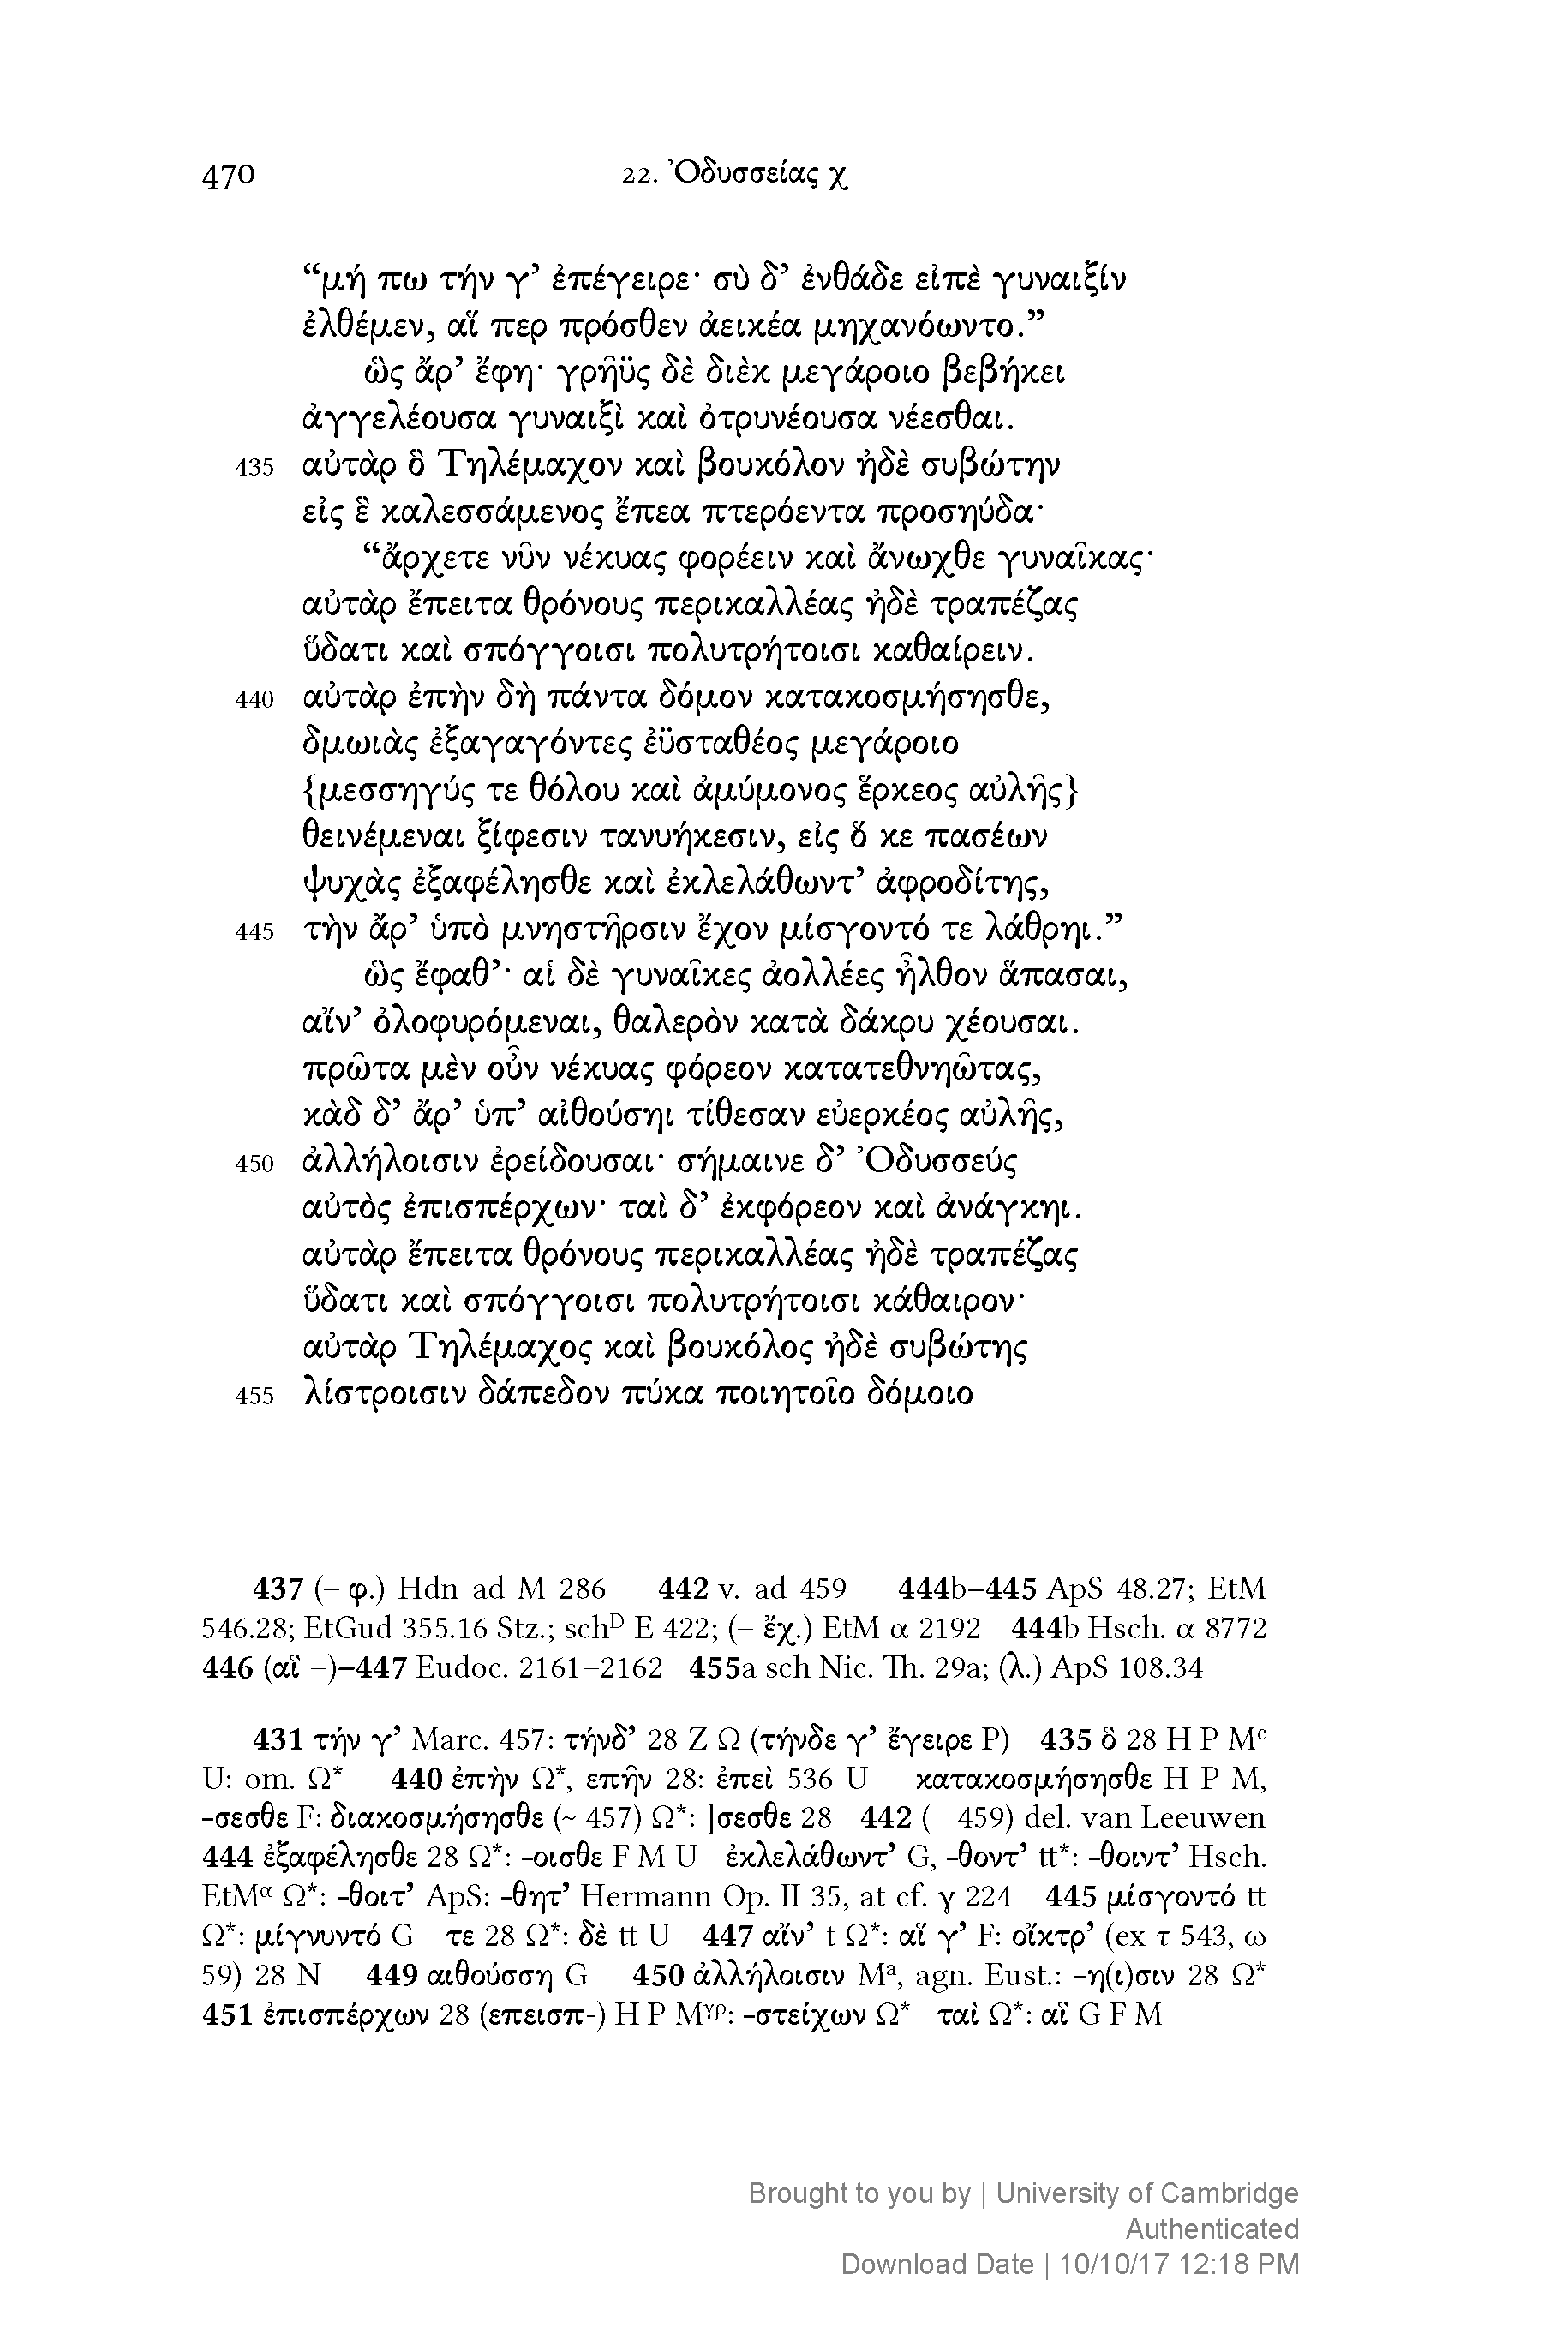 470 22. Ὀδυσσείας χ
“μή πω τήν γ’ ἐπέγειρε· σὺ δ’ ἐνθάδε εἰπὲ γυναιξίν
ἐλθέμεν, αἵ περ πρόσθεν ἀεικέα μηχανόωντο.”
ὣς ἄρ’ ἔφη· γρηῢς δὲ διὲκ μεγάροιο βεβήκει
ἀγγελέουσα γυναιξὶ καὶ ὀτρυνέουσα νέεσθαι.
435 αὐτὰρ ὃ Τηλέμαχον καὶ βουκόλον ἠδὲ συβώτην
εἰς ἓ καλεσσάμενος ἔπεα πτερόεντα προσηύδα·
“ἄρχετε νῦν νέκυας φορέειν καὶ ἄνωχθε γυναῖκας·
αὐτὰρ ἔπειτα θρόνους περικαλλέας ἠδὲ τραπέζας
ὕδατι καὶ σπόγγοισι πολυτρήτοισι καθαίρειν.
440 αὐτὰρ ἐπὴν δὴ πάντα δόμον κατακοσμήσησθε,
δμωιὰς ἐξαγαγόντες ἐϋσταθέος μεγάροιο
{μεσσηγύς τε θόλου καὶ ἀμύμονος ἕρκεος αὐλῆς}
θεινέμεναι ξίφεσιν τανυήκεσιν, εἰς ὅ κε πασέων
ψυχὰς ἐξαφέλησθε καὶ ἐκλελάθωντ’ ἀφροδίτης,
445 τὴν ἄρ’ ὑπὸ μνηστῆρσιν ἔχον μίσγοντό τε λάθρηι.”
ὣς ἔφαθ’· αἱ δὲ γυναῖκες ἀολλέες ἦλθον ἅπασαι,
αἴν’ ὀλοφυρόμεναι, θαλερὸν κατὰ δάκρυ χέουσαι.
πρῶτα μὲν οὖν νέκυας φόρεον κατατεθνηῶτας,
κὰδ δ’ ἄρ’ ὑπ’ αἰθούσηι τίθεσαν εὐερκέος αὐλῆς,
450 ἀλλήλοισιν ἐρείδουσαι· σήμαινε δ’ Ὀδυσσεύς
αὐτὸς ἐπισπέρχων· ταὶ δ’ ἐκφόρεον καὶ ἀνάγκηι.
αὐτὰρ ἔπειτα θρόνους περικαλλέας ἠδὲ τραπέζας
ὕδατι καὶ σπόγγοισι πολυτρήτοισι κάθαιρον·
αὐτὰρ Τηλέμαχος καὶ βουκόλος ἠδὲ συβώτης
455 λίστροισιν δάπεδον πύκα ποιητοῖο δόμοιο
437 (– φ.) Hdn ad M 286 442 v. ad 459 444b–445 ApS 48.27; EtM
546.28; EtGud 355.16 Stz.; schᴰ E 422; (– ἔχ.) EtM α 2192 444b Hsch. α 8772
446 (αἳ –)–447 Eudoc. 2161–2162 455a sch Nic. Th. 29a; (λ.) ApS 108.34
431 τήν γ’ Marc. 457: τήνδ’ 28 Z Ω (τήνδε γ’ ἔγειρε P) 435 ὃ 28 H P Mᶜ
U: om. Ω* 440 ἐπὴν Ω*, επῆν 28: ἐπεὶ 536 U κατακοσμήσησθε H P M,
-σεσθε F: διακοσμήσησθε (~ 457) Ω*: ]σεσθε 28 442 (= 459) del. van Leeuwen
444 ἐξαφέλησθε 28 Ω*: -οισθε F M U ἐκλελάθωντ’ G, -θοντ’ tt*: -θοιντ’ Hsch.
EtMᵅ Ω*: -θοιτ’ ApS: -θητ’ Hermann Op. II 35, at cf. γ 224 445 μίσγοντό tt
Ω*: μίγνυντό G τε 28 Ω*: δὲ tt U 447 αἴν’ t Ω*: αἵ γ’ F: οἴκτρ’ (ex τ 543, ω
59) 28 N 449 αιθούσση G 450 ἀλλήλοισιν Mᵃ, agn. Eust.: -η(ι)σιν 28 Ω*
451 ἐπισπέρχων 28 (επεισπ-) H P Mᵞᵖ: -στείχων Ω* ταὶ Ω*: αἳ G F M
Brought to you by | University of Cambridge
Authenticated
Download Date | 10/10/17 12:18 PM